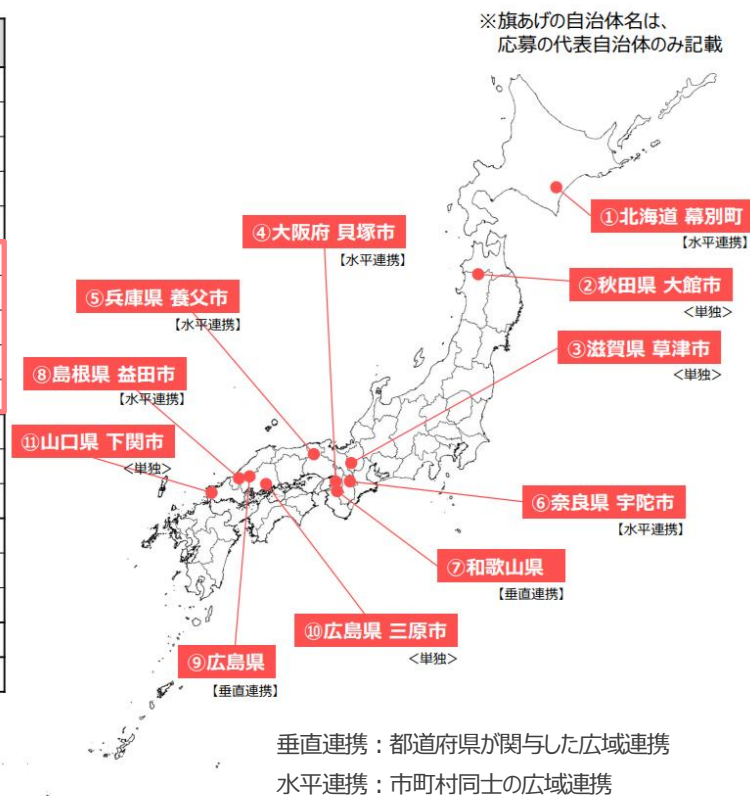 ※旗あげの自治体名は、
応募の代表自治体のみ記載
①北海道 幕別町
【水平連携】
④大阪府 貝塚市
【水平連携】
②秋田県 大館市
<単独>
⑤兵庫県 養父市
【水平連携】
③滋賀県 草津市
<単独>
⑧島根県 益田市
【水平連携】
⑪山口県 下関市
<単独>
⑥奈良県 宇陀市
【水平連携】
⑦和歌山県
【垂直連携】
⑩広島県 三原市
<単独>
⑨広島県
【垂直連携】
垂直連携：都道府県が関与した広域連携
水平連携：市町村同士の広域連携